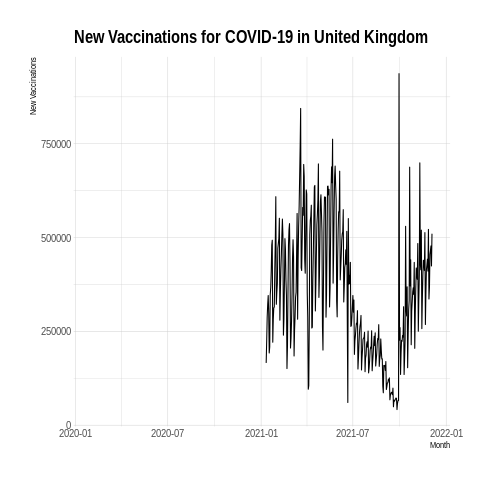 New Vaccinations for COVID-19 in United Kingdom
New Vaccinations
750000
500000
250000
0
2020-01 2020-07 2021-01 2021-07 2022-01
Month